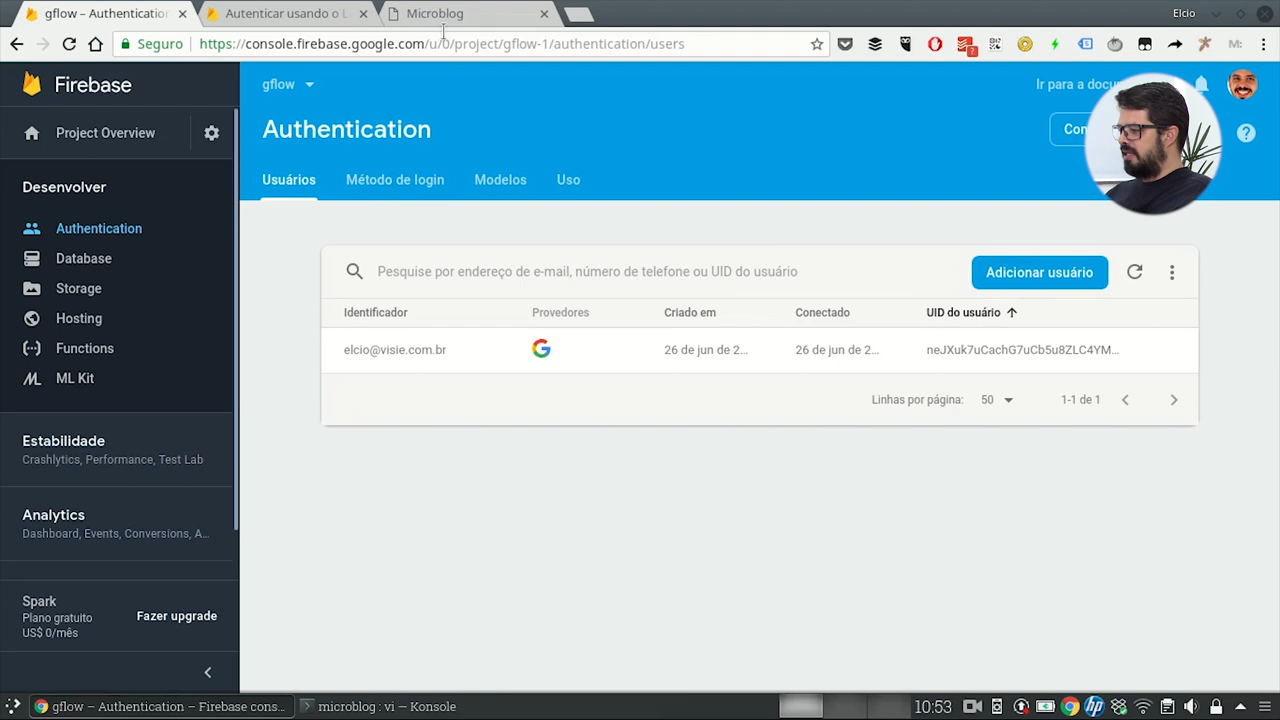 gflow – Authentication
Autenticar usando o L
Microblog
Elcio
Seguro
https://console.firebase.google.com/u/0/project/gflow-1/authentication/users
?
M:
Firebase
gflow
Ir para a docu
Project Overview
Authentication
Con
?
Usuários
Método de login
Modelos
Uso
Desenvolver
Authentication
Database
Storage
Hosting
Functions
ML Kit
Pesquise por endereço de e-mail, número de telefone ou UID do usuário
Adicionar usuário
Identificador
Provedores
Criado em
Conectado
UID do usuário
elcio@visie.com.br
26 de jun de 2...
26 de jun de 2...
neJXuk7uCachG7uCb5u8ZLC4YM...
Linhas por página:
50
1-1 de 1
Estabilidade
Crashlytics, Performance, Test Lab
Analytics
Dashboard, Events, Conversions, A...
Spark
Plano gratuito
US$ 0/mês
Fazer upgrade
gflow – Authentication – Firebase cons...
microblog : vi — Konsole
10:53